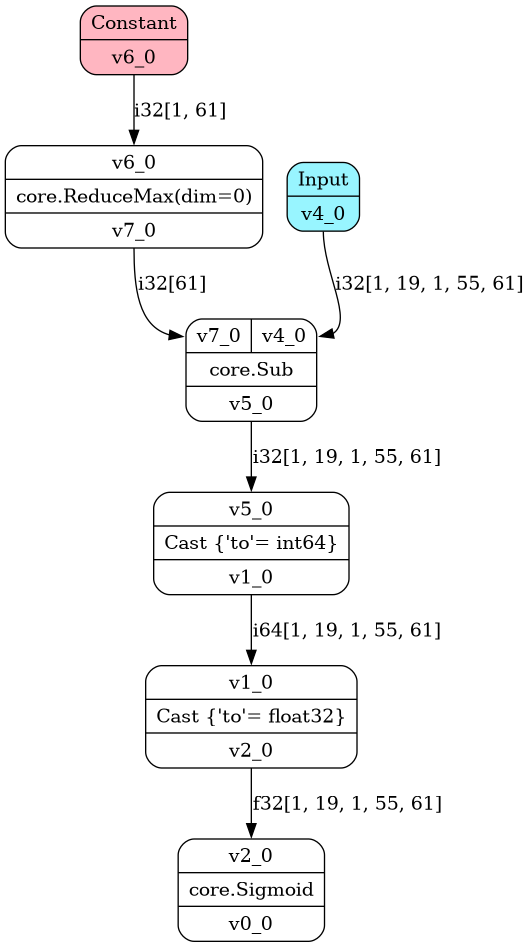 Constant
v6_0
i32[1, 61]
v6_0
core.ReduceMax(dim=0)
v7_0
Input
v4_0
i32[61]
i32[1, 19, 1, 55, 61]
v7_0 v4_0
core.Sub
v5_0
i32[1, 19, 1, 55, 61]
v5_0
Cast {'to'= int64}
v1_0
i64[1, 19, 1, 55, 61]
v1_0
Cast {'to'= float32}
v2_0
f32[1, 19, 1, 55, 61]
v2_0
core.Sigmoid
v0_0